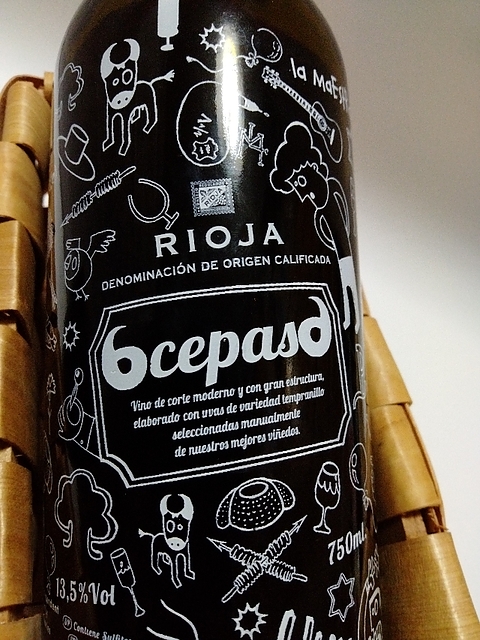 la
RIOJA
DENOMINACIÓN DE ORIGEN CALIFICADA
6cepas6
Vino de corte moderno y con gran estructura,
elaborado con uvas de variedad tempranillo
seleccionadas manualmente
de nuestros mejores viñedos.
750mL
13,5%Vol
Contiene